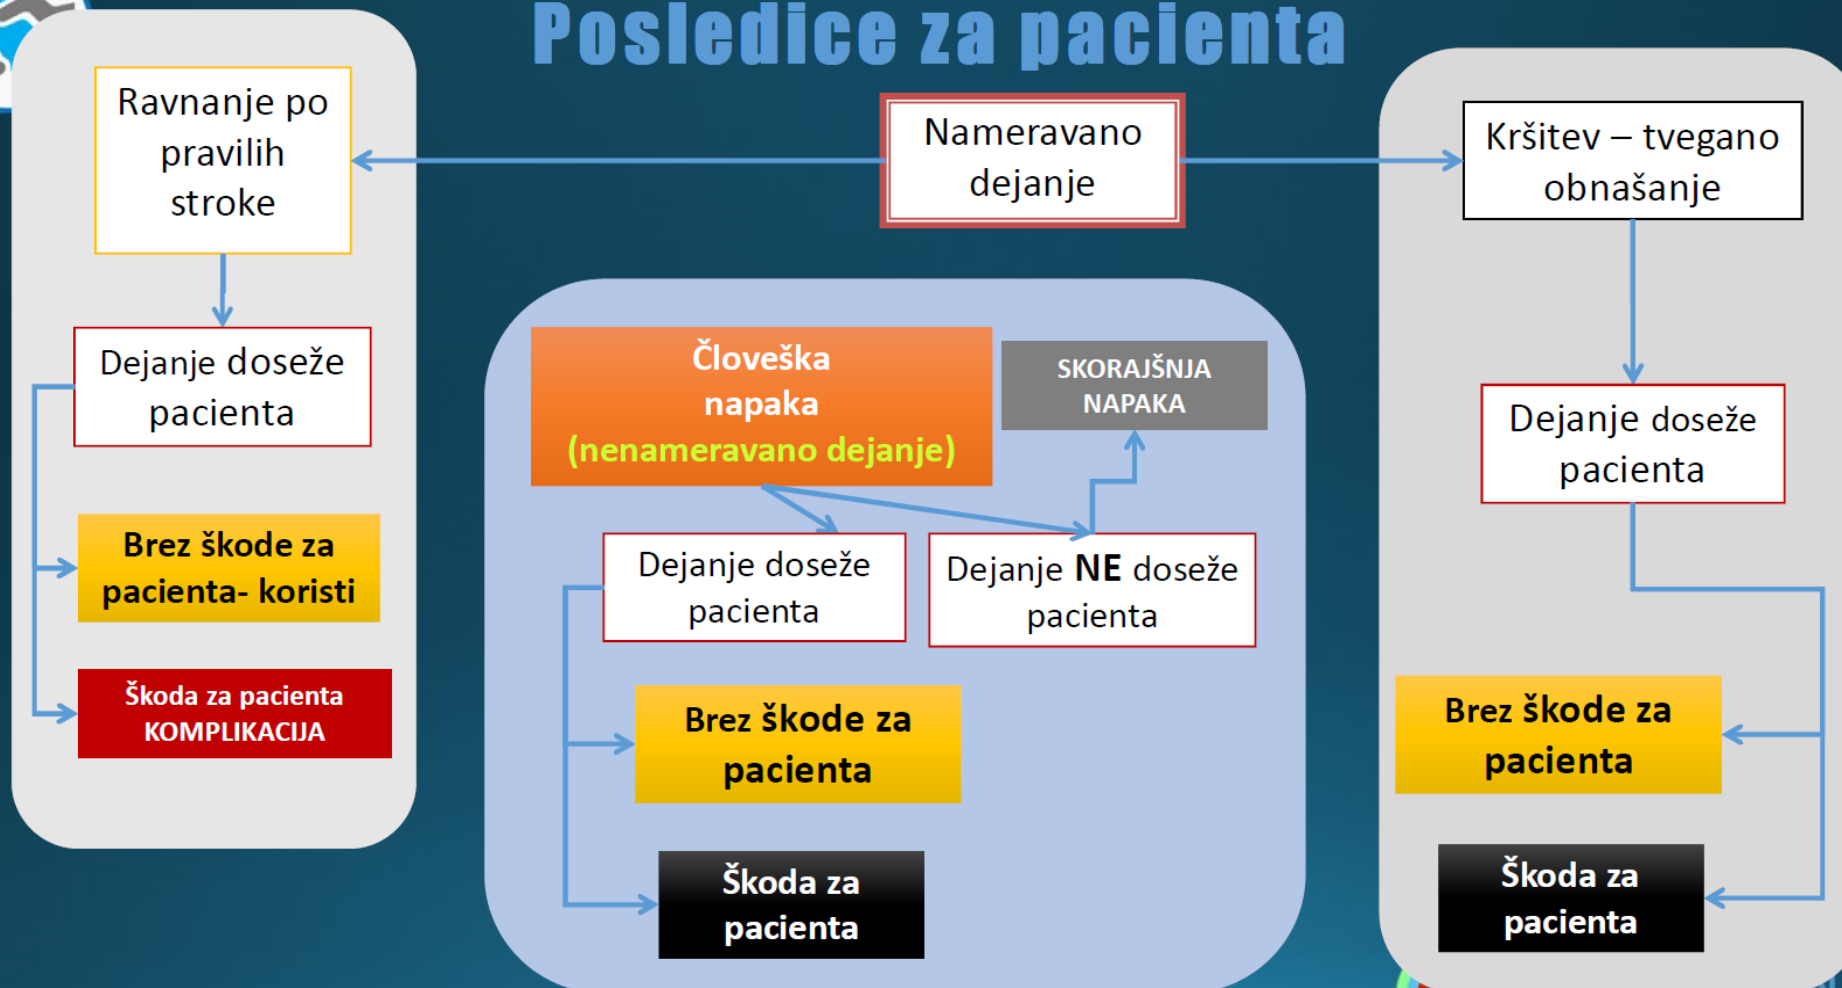 Posledice za pacienta
Ravnanje po
pravilih
stroke
Dejanje doseže
pacienta
Brez škode za
pacienta- koristi
Škoda za pacienta
KOMPLIKACIJA
Nameravano
dejanje
Človeška
napaka
(nenameravano dejanje)
SKORAJŠNJA
NAPAKA
Dejanje doseže
pacienta
Dejanje NE doseže
pacienta
Brez škode za
pacienta
Škoda za
pacienta
Kršitev – tvegano
obnašanje
Dejanje doseže
pacienta
Brez škode za
pacienta
Škoda za
pacienta